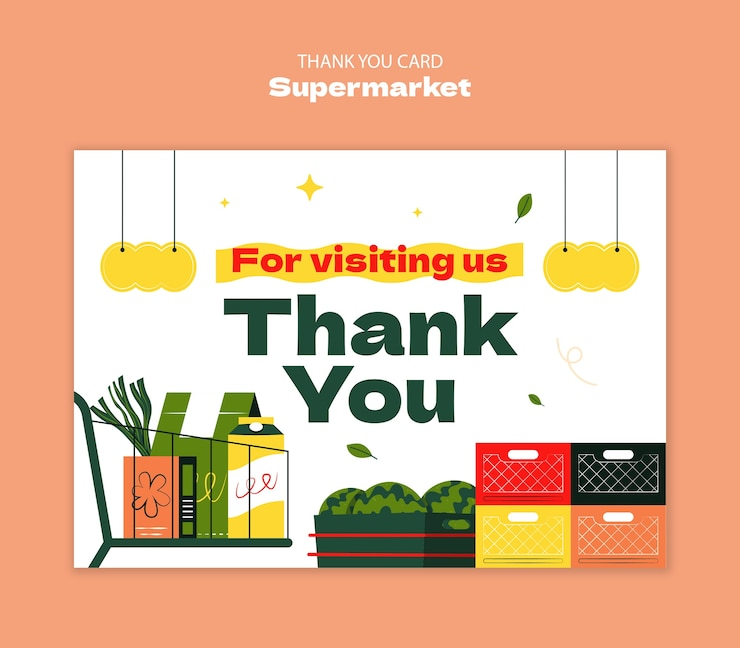 THANK YOU CARD
Supermarket
For visiting us
Thank
You